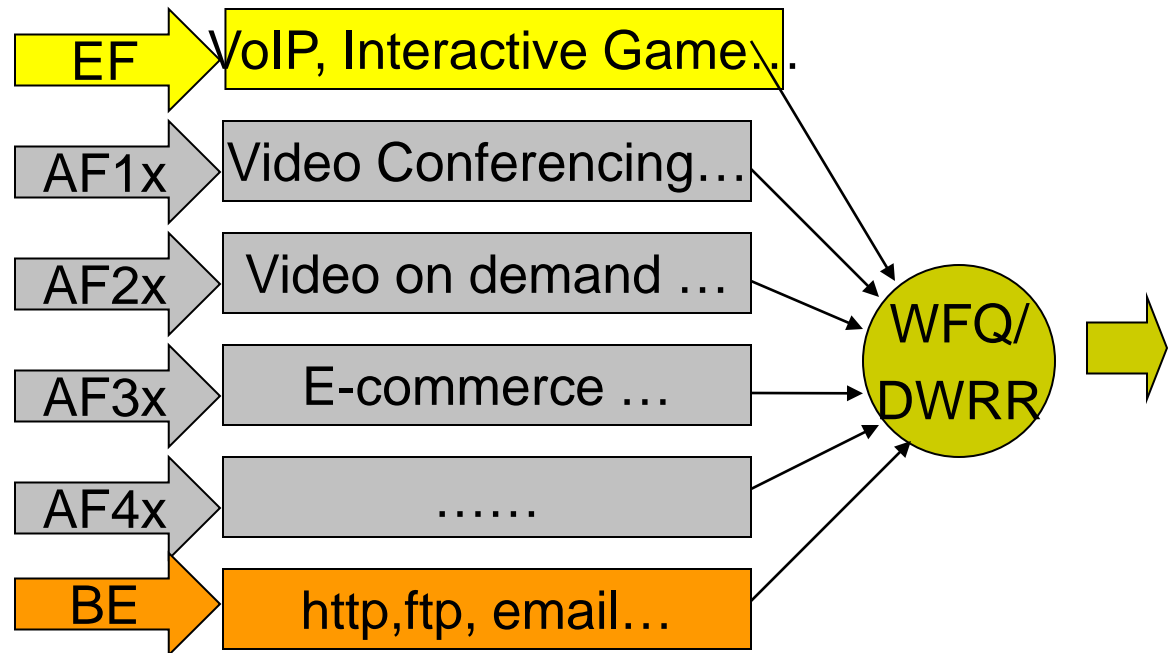 EF
VoIP, Interactive Game…
AF1x
Video Conferencing…
AF2x
Video on demand …
AF3x
E-commerce …
AF4x
……
BE
http,ftp, email…
WFQ/
DWRR